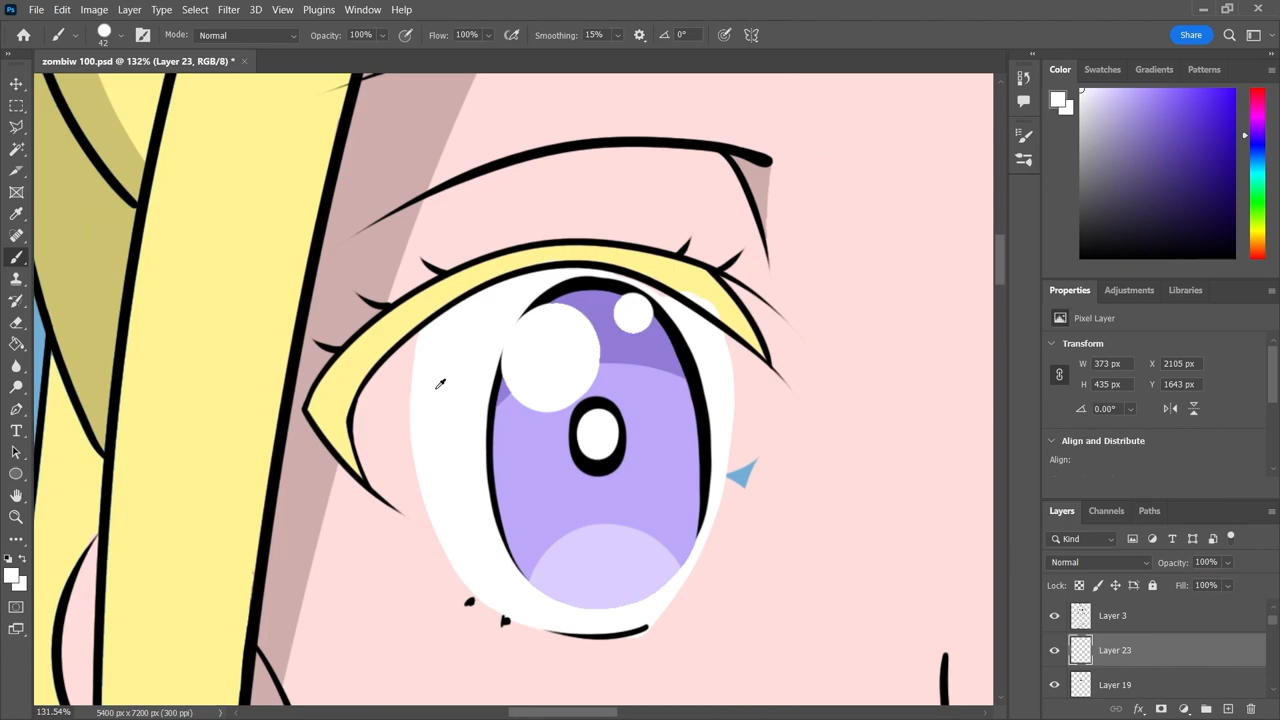 Ps File Edit Image Layer Type Select Filter 3D View Plugins Window Help
42 Mode: Normal Opacity: 100% Flow: 100% Smoothing: 15% 0° Share
zombiw 100.psd @ 132% (Layer 23, RGB/8) *
Color Swatches Gradients Patterns
Properties Adjustments Libraries
Pixel Layer
Transform
W 373 px X 2105 px
H 435 px Y 1643 px
0.00°
Align and Distribute
Align:
Layers Channels Paths
Kind
Normal Opacity: 100%
Lock: Fill: 100%
Layer 3
Layer 23
Layer 19
131.54% 5400 px x 7200 px (300 ppi)